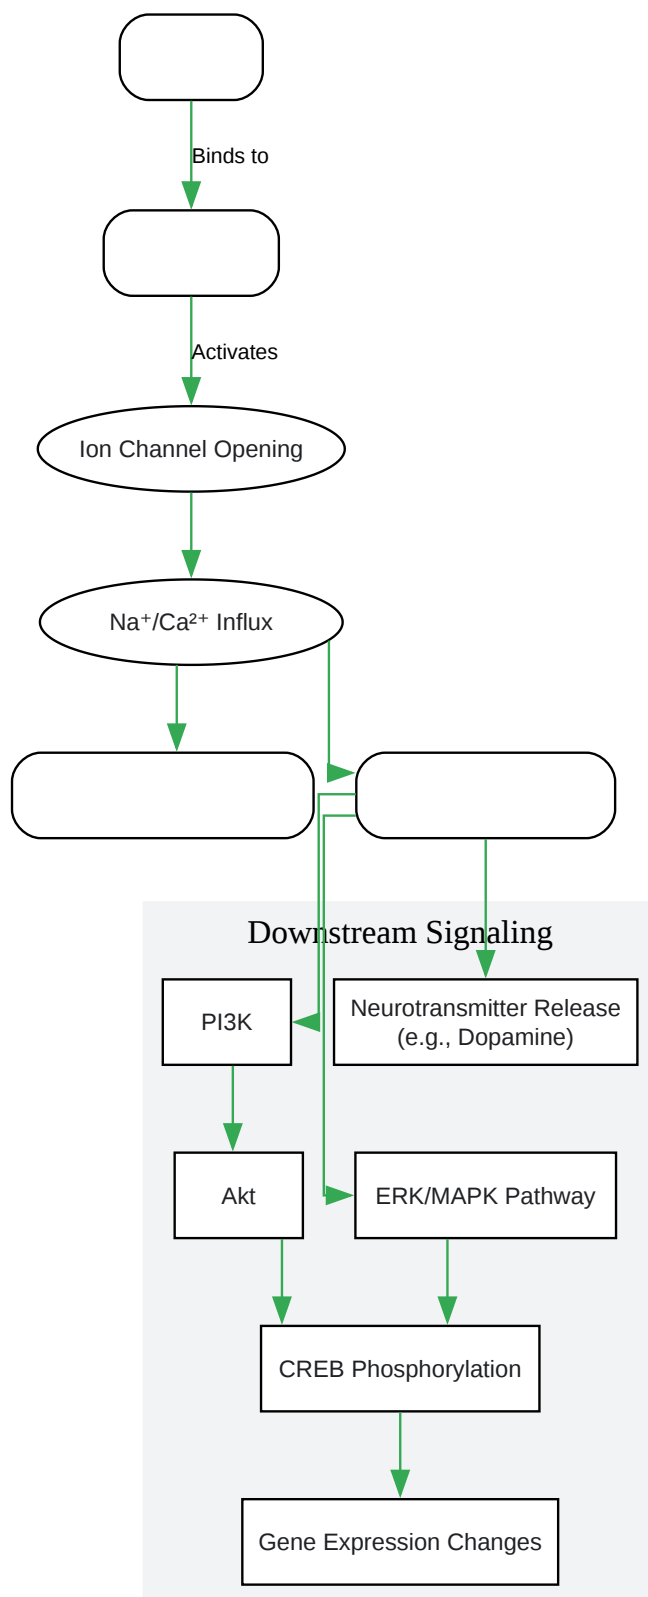 Binds to
Activates
Ion Channel Opening
Na⁺/Ca²⁺ Influx
Downstream Signaling
PI3K
Neurotransmitter Release
(e.g., Dopamine)
Akt
ERK/MAPK Pathway
CREB Phosphorylation
Gene Expression Changes